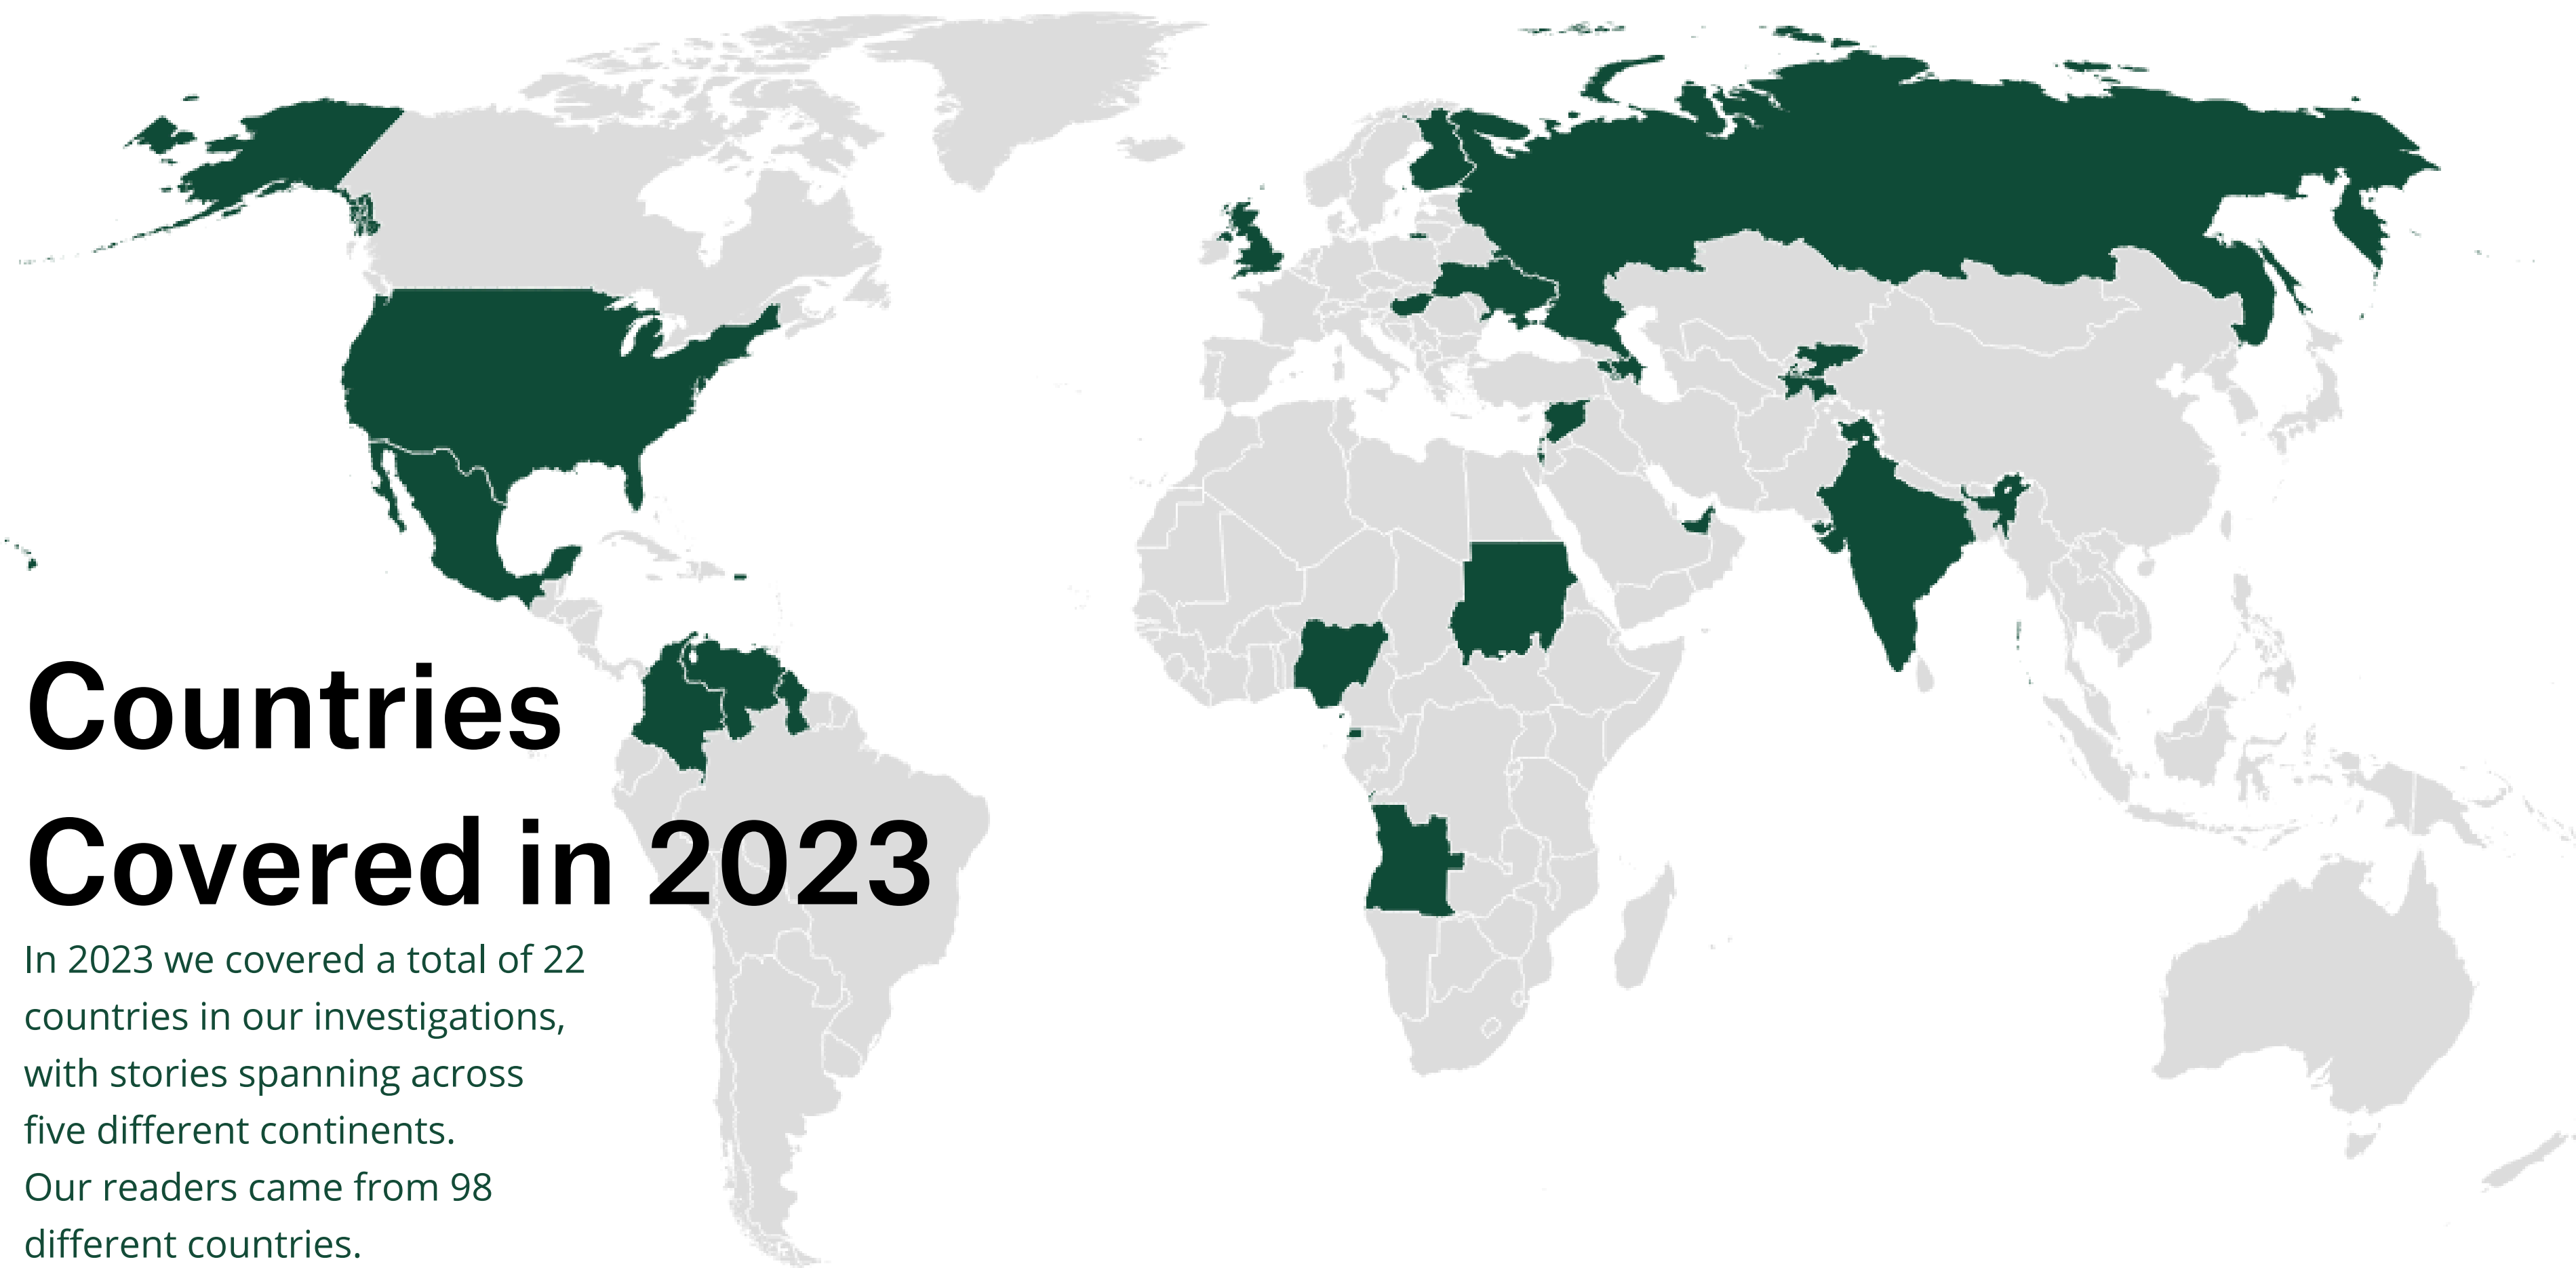 Countries
Covered in 2023
In 2023 we covered a total of 22
countries in our investigations,
with stories spanning across
five different continents.
Our readers came from 98
different countries.